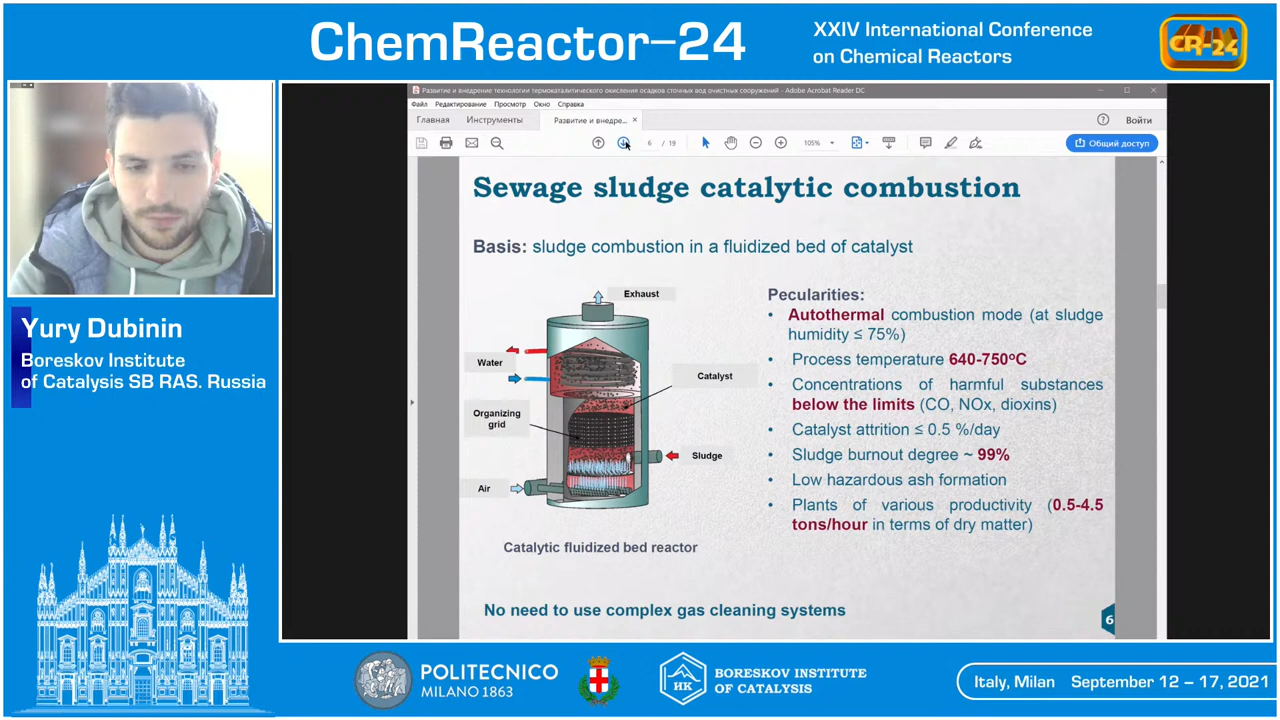 ChemReactor-24
XXIV International Conference
on Chemical Reactors
CR-24
Yury Dubinin
Boreskov Institute
of Catalysis SB RAS. Russia
Развитие и внедрение технологии термокаталитического окисления осадков сточных вод очистных сооружений - Adobe Acrobat Reader DC
Файл Редактирование Просмотр Окно Справка
Главная Инструменты Развитие и внедре... ×
Войти
6 / 19
105%
Общий доступ
Sewage sludge catalytic combustion
Basis: sludge combustion in a fluidized bed of catalyst
Exhaust
Water
Catalyst
Organizing
grid
Sludge
Air
Catalytic fluidized bed reactor
Pecularities:
• Autothermal combustion mode (at sludge
humidity ≤ 75%)
• Process temperature 640-750ºC
• Concentrations of harmful substances
below the limits (CO, NOx, dioxins)
• Catalyst attrition ≤ 0.5 %/day
• Sludge burnout degree ~ 99%
• Low hazardous ash formation
• Plants of various productivity (0.5-4.5
tons/hour in terms of dry matter)
No need to use complex gas cleaning systems
6
POLITECNICO
MILANO 1863
НК
BORESKOV INSTITUTE
OF CATALYSIS
Italy, Milan September 12 – 17, 2021